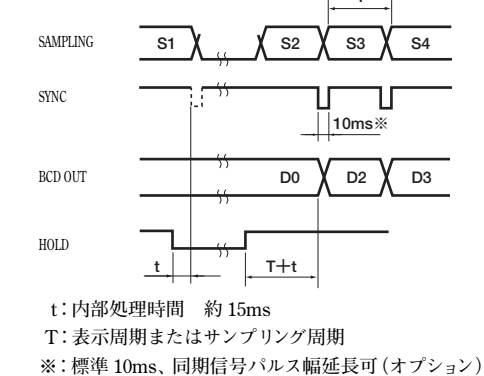 SAMPLING S1 S2 S3 S4
SYNC
10ms※
BCD OUT D0 D2 D3
HOLD
t T+t
t：内部処理時間　約 15ms
T：表示周期またはサンプリング周期
※：標準 10ms、同期信号パルス幅延長可（オプション）